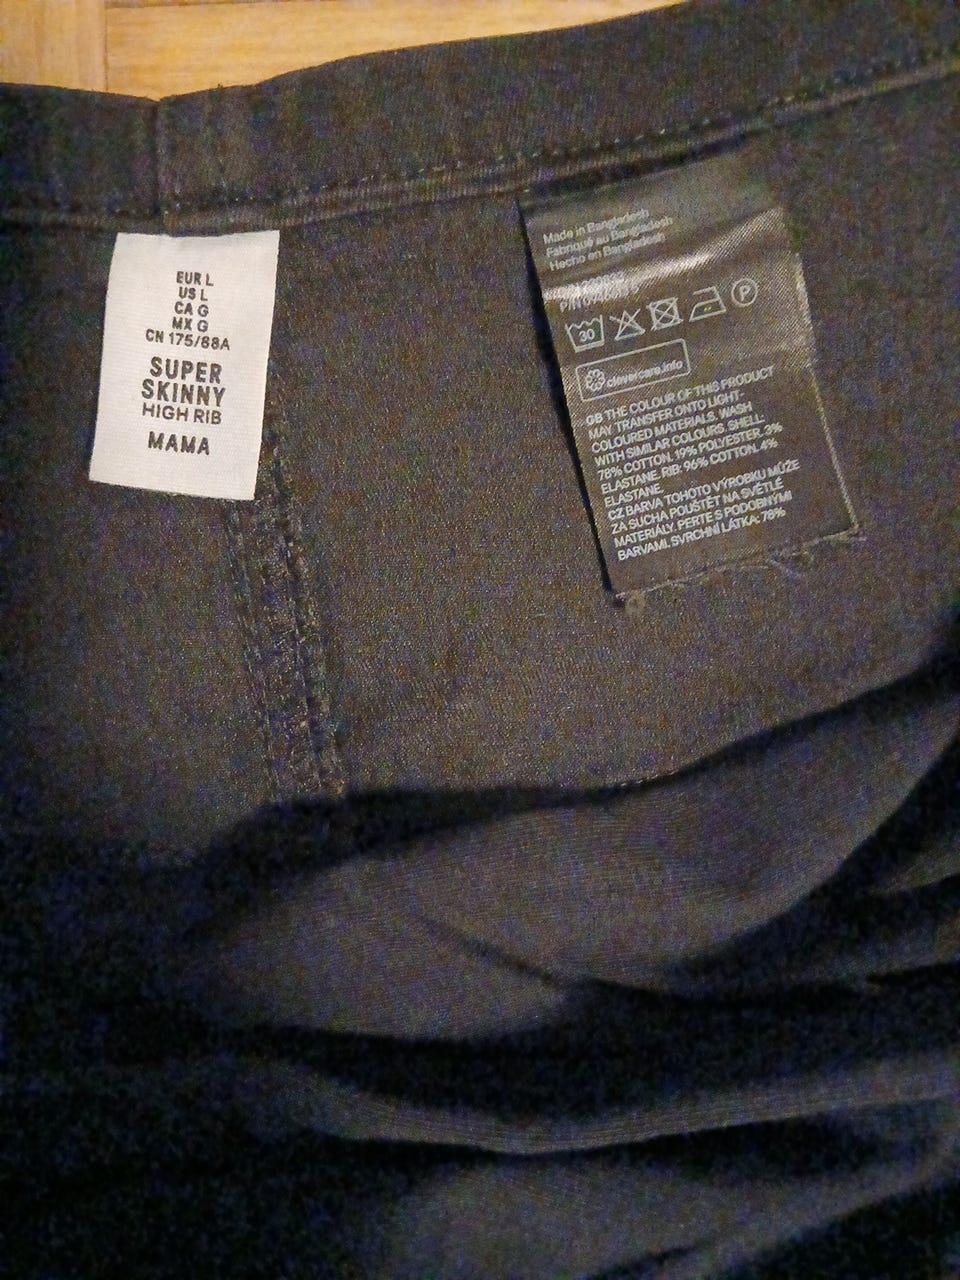 EUR L
US L
CA G
MX G
CN 175/88A
SUPER
SKINNY
HIGH RIB
MAMA
Made in Bangladesh
Fabriqué au Bangladesh
Hecho en Bangladesh
30
P
clevercare.info
GB THE COLOUR OF THIS PRODUCT
MAY TRANSFER ONTO LIGHT-
COLOURED MATERIALS. WASH
WITH SIMILAR COLOURS. SHELL:
78% COTTON. 19% POLYESTER. 3%
ELASTANE. RIB: 96% COTTON. 4%
ELASTANE
CZ BARVA TOHOTO VÝROBKU MŮŽE
ZA SUCHA POUŠTĚT NA SVĚTLÉ
MATERIÁLY. PERTE S PODOBNÝMI
BARVAMI. SVRCHNÍ LÁTKA: 78%